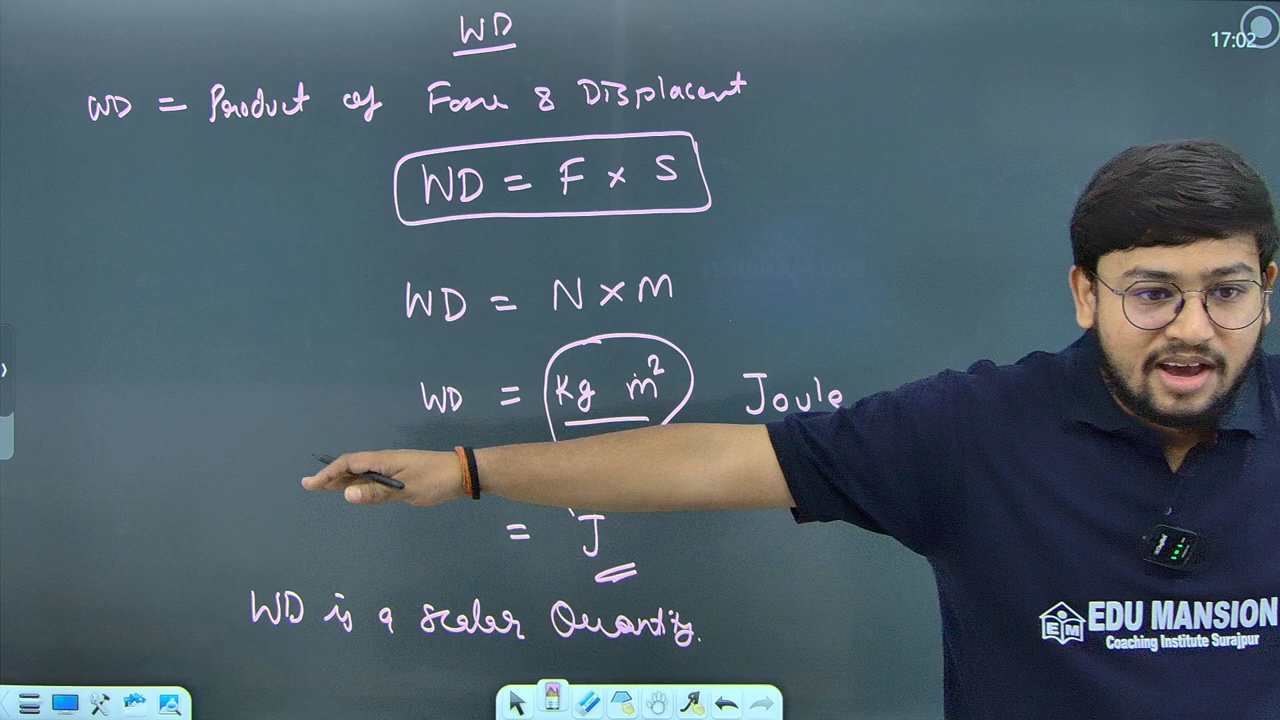 WD
17:02
WD = Product of Force & Displacent
WD = F × S
WD = N × M
WD = Kg m² Joule
= J
WD is a Scalar Quantity.
EDU MANSION
Coaching Institute Surajpur
EM